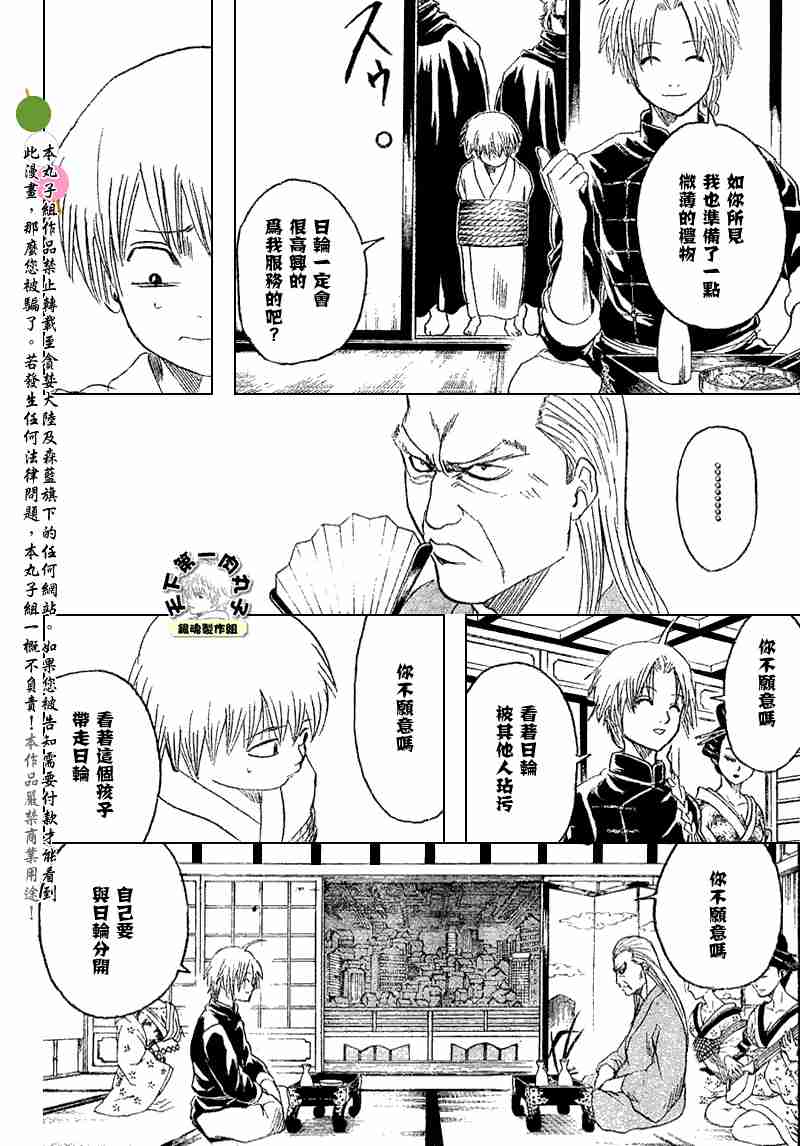 スゥ。
如你所見
我也準備了一點
微薄的禮物
日輪一定會
很高興的
爲我服務的吧？
………
你不願意嗎
看著日輪
被其他人玷污
你不願意嗎
看著這個孩子
帶走日輪
你不願意嗎
自己要
與日輪分開
天下第一肉丸子
銀魂製作組
本丸子組作品禁止轉載至貪婪大陸及森藍旗下的任何網站。如果您被告知需要付款才能看到
此漫畫，那麼您被騙了。若發生任何法律問題，本丸子組一概不負責！本作品嚴禁商業用途！